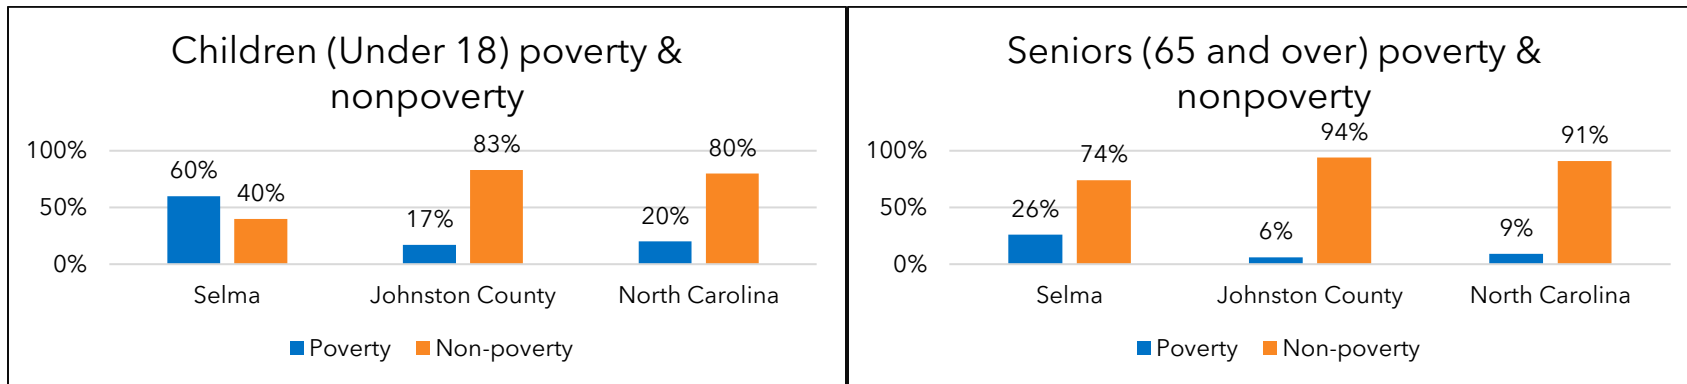 Children (Under 18) poverty &
nonpoverty
100%
50%
0%
60%
40%
17%
83%
20%
80%
Selma
Johnston County
North Carolina
Poverty
Non-poverty
Seniors (65 and over) poverty &
nonpoverty
100%
50%
0%
26%
74%
6%
94%
9%
91%
Selma
Johnston County
North Carolina
Poverty
Non-poverty